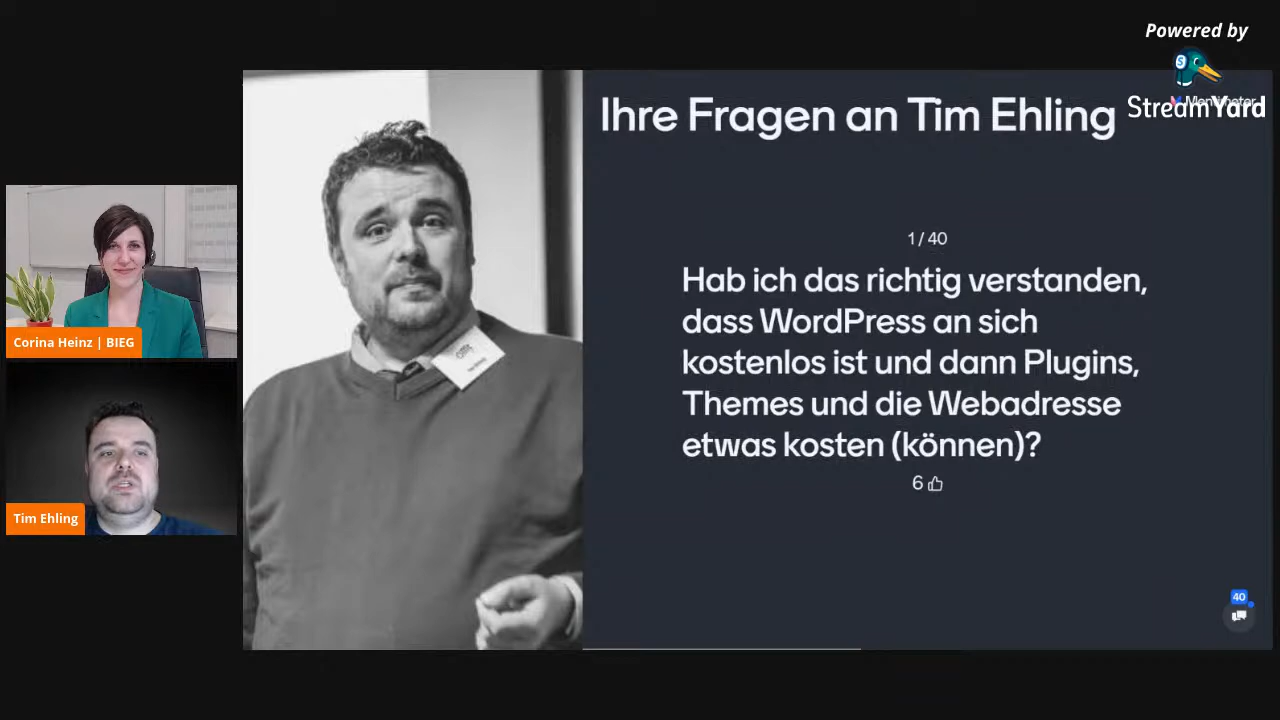 Powered by
StreamYard
Ihre Fragen an Tim Ehling
1 / 40
Hab ich das richtig verstanden,
dass WordPress an sich
kostenlos ist und dann Plugins,
Themes und die Webadresse
etwas kosten (können)?
6
40
Corina Heinz | BIEG
Tim Ehling